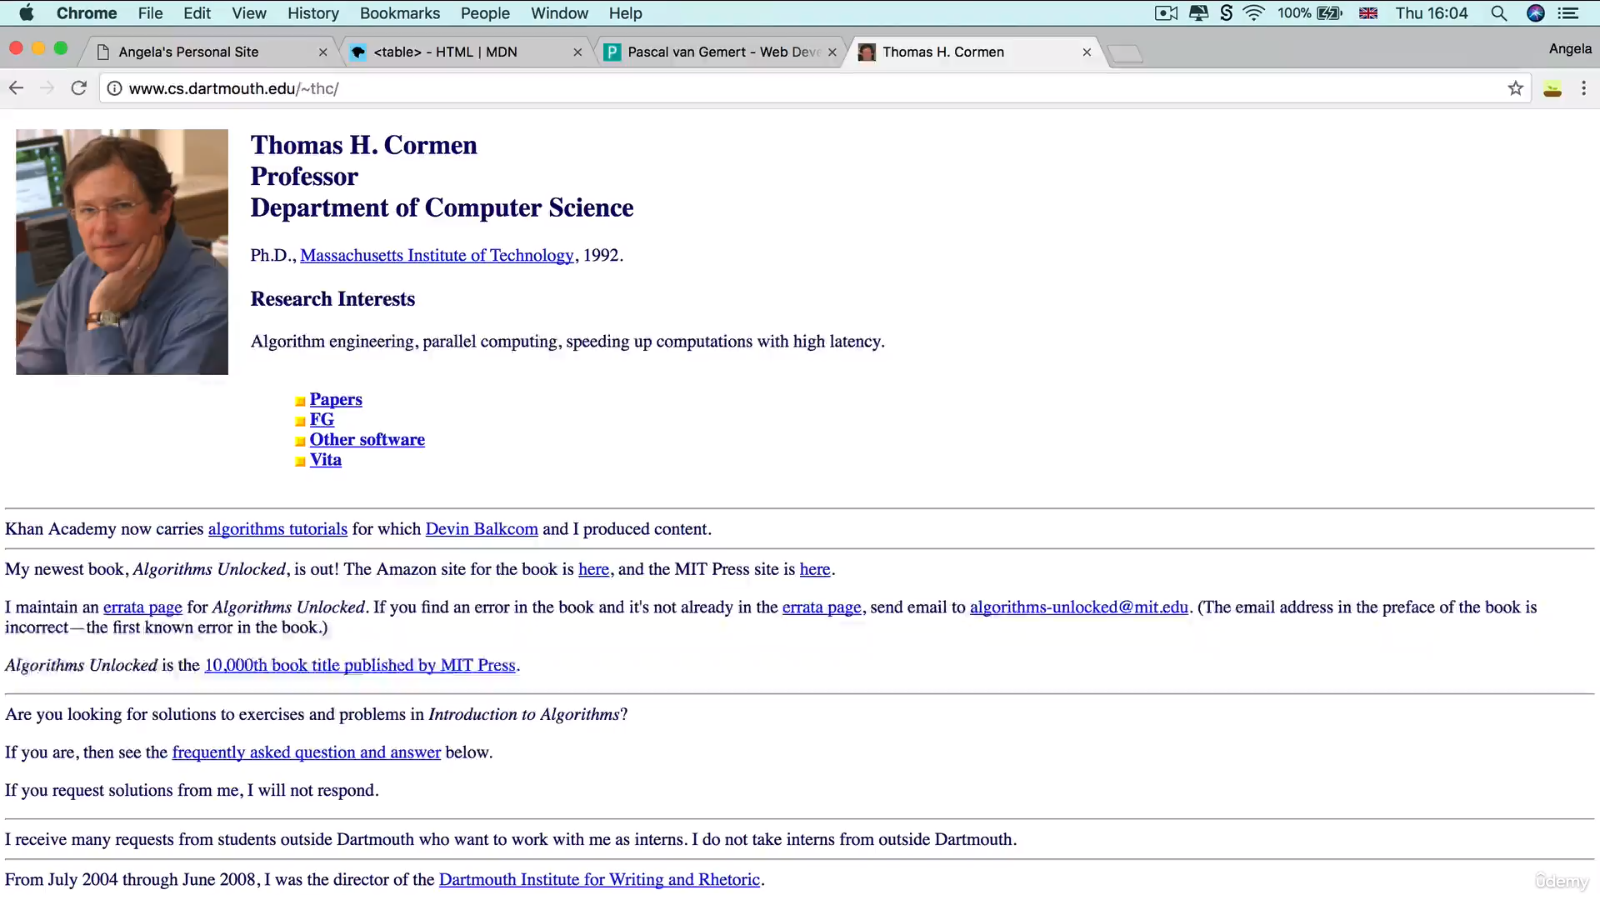 Chrome File Edit View History Bookmarks People Window Help 100% Thu 16:04
Angela's Personal Site <table> - HTML | MDN Pascal van Gemert - Web Deve Thomas H. Cormen Angela
www.cs.dartmouth.edu/~thc/
Thomas H. Cormen
Professor
Department of Computer Science
Ph.D., Massachusetts Institute of Technology, 1992.
Research Interests
Algorithm engineering, parallel computing, speeding up computations with high latency.
Papers
FG
Other software
Vita
Khan Academy now carries algorithms tutorials for which Devin Balkcom and I produced content.
My newest book, Algorithms Unlocked, is out! The Amazon site for the book is here, and the MIT Press site is here.
I maintain an errata page for Algorithms Unlocked. If you find an error in the book and it's not already in the errata page, send email to algorithms-unlocked@mit.edu. (The email address in the preface of the book is
incorrect—the first known error in the book.)
Algorithms Unlocked is the 10,000th book title published by MIT Press.
Are you looking for solutions to exercises and problems in Introduction to Algorithms?
If you are, then see the frequently asked question and answer below.
If you request solutions from me, I will not respond.
I receive many requests from students outside Dartmouth who want to work with me as interns. I do not take interns from outside Dartmouth.
From July 2004 through June 2008, I was the director of the Dartmouth Institute for Writing and Rhetoric.
ûdemy